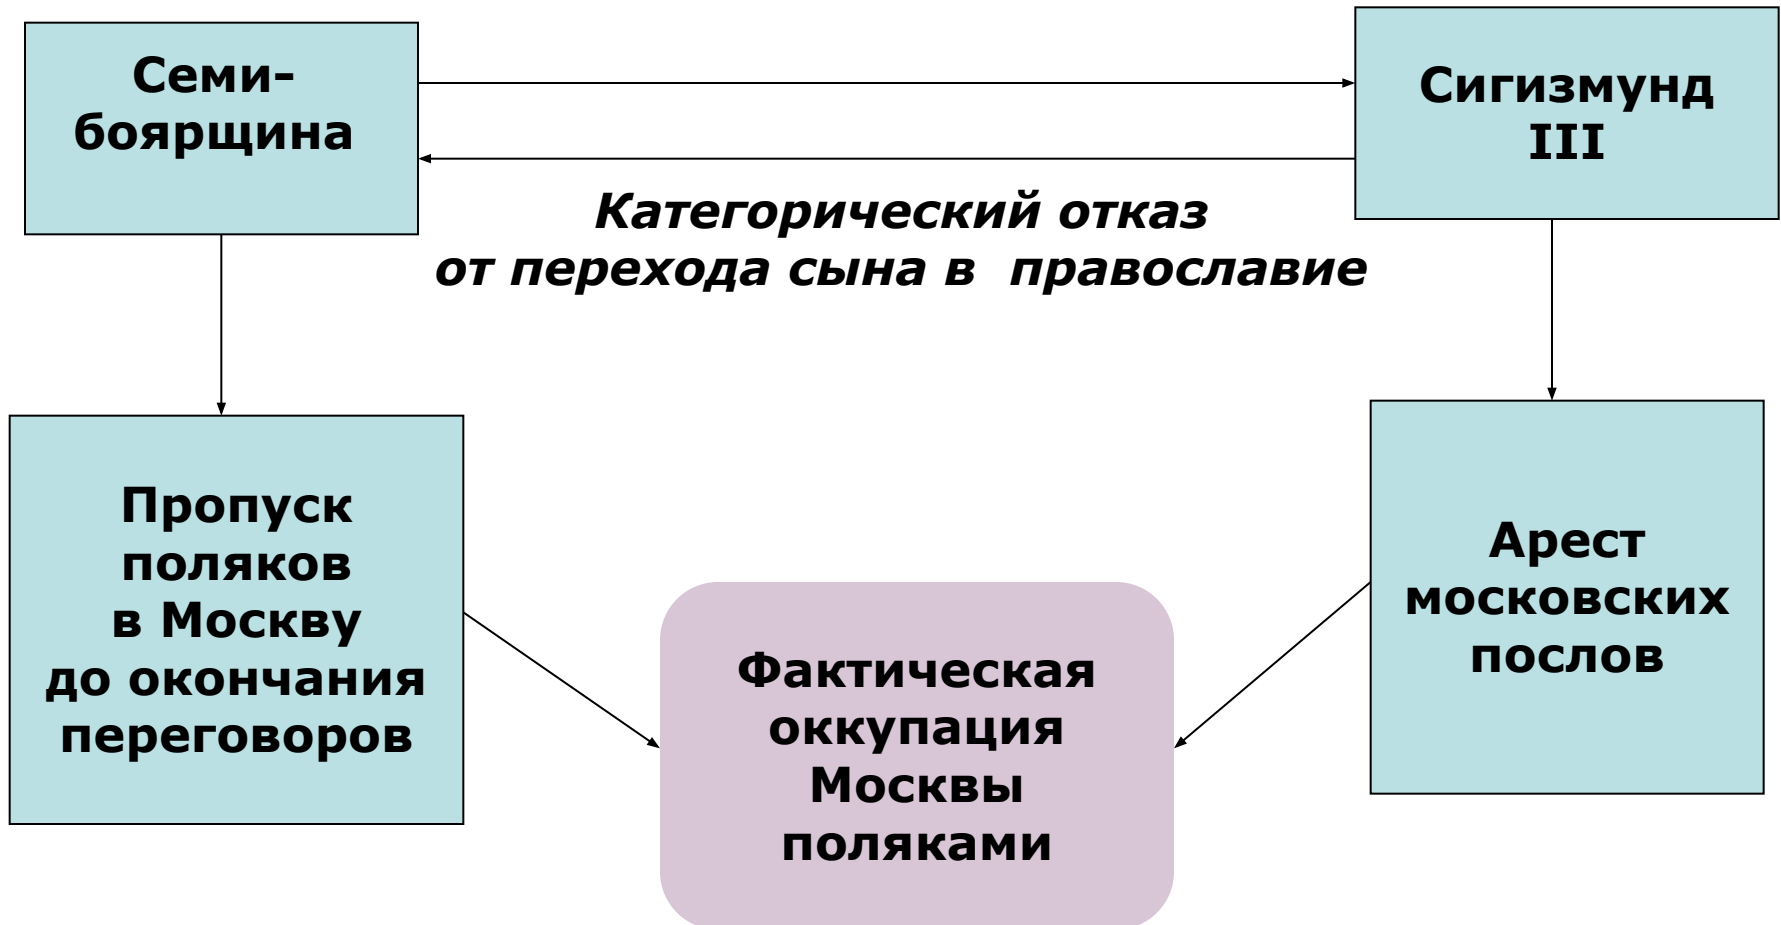 Семи-
боярщина
Сигизмунд
III
Категорический отказ
от перехода сына в православие
Пропуск
поляков
в Москву
до окончания
переговоров
Арест
московских
послов
Фактическая
оккупация
Москвы
поляками